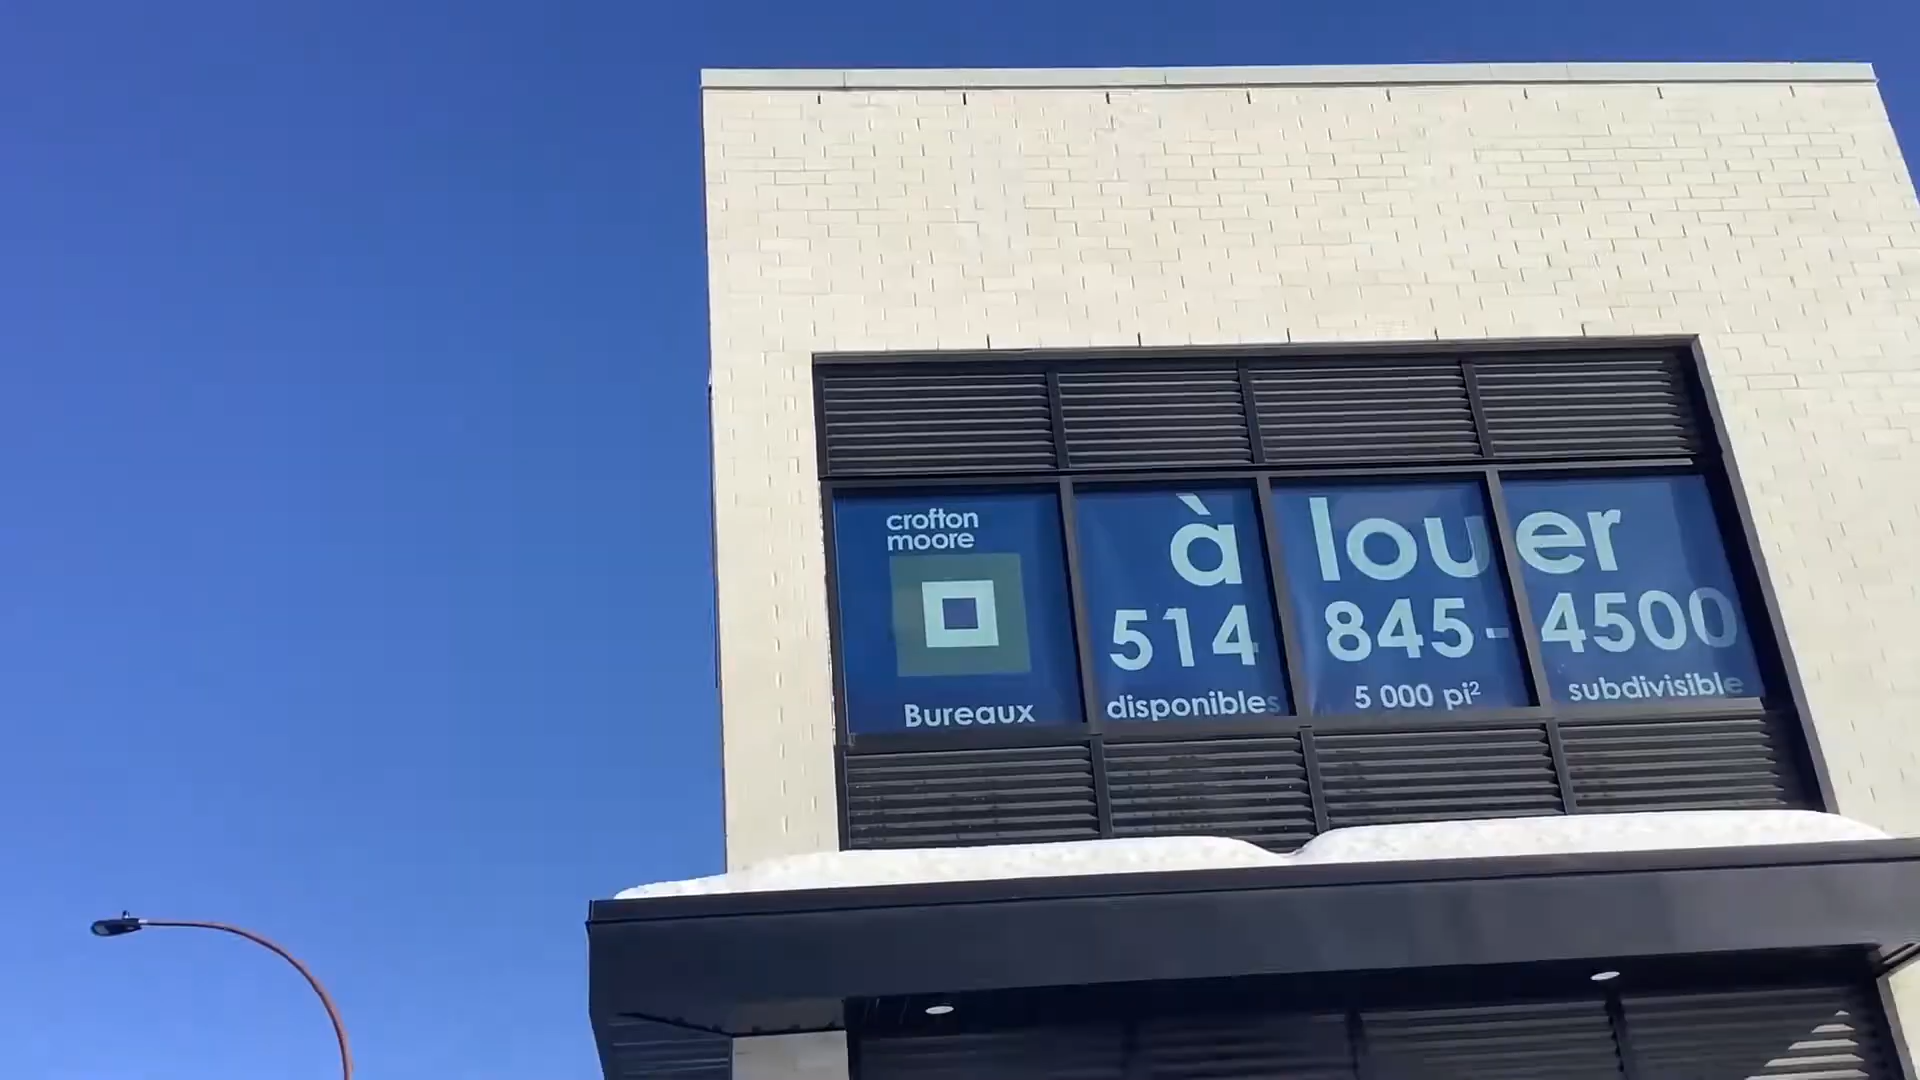 crofton
moore
à louer
514 845-4500
Bureaux disponibles 5 000 pi² subdivisible